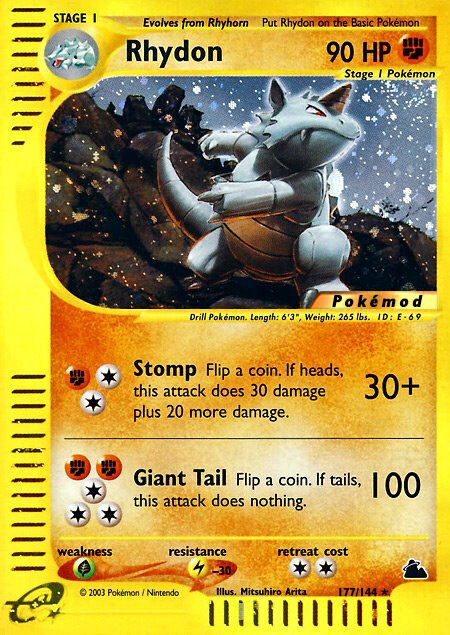 STAGE 1
Evolves from Rhyhorn Put Rhydon on the Basic Pokémon
Rhydon 90 HP
Stage 1 Pokémon
Pokémod
Drill Pokémon. Length: 6'3", Weight: 265 lbs. ID: E-69
Stomp Flip a coin. If heads,
this attack does 30 damage
plus 20 more damage.
30+
Giant Tail Flip a coin. If tails,
this attack does nothing.
100
weakness resistance retreat cost
-30
© 2003 Pokémon / Nintendo Illus. Mitsuhiro Arita 177/144 ★
e